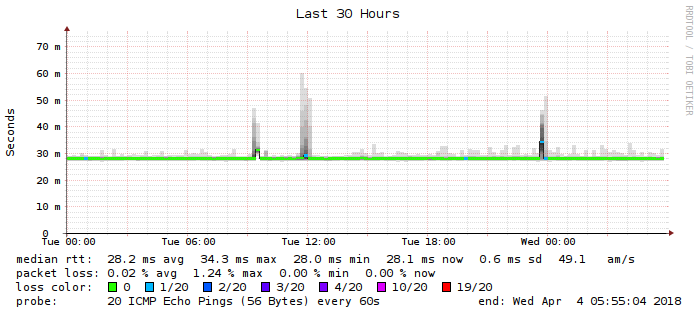 Last 30 Hours
RRDTOOL / TOBI OETIKER
Seconds
70 m
60 m
50 m
40 m
30 m
20 m
10 m
0
Tue 00:00 Tue 06:00 Tue 12:00 Tue 18:00 Wed 00:00
median rtt: 28.2 ms avg 34.3 ms max 28.0 ms min 28.1 ms now 0.6 ms sd 49.1 am/s
packet loss: 0.02 % avg 1.24 % max 0.00 % min 0.00 % now
loss color: 0 1/20 2/20 3/20 4/20 10/20 19/20
probe: 20 ICMP Echo Pings (56 Bytes) every 60s end: Wed Apr 4 05:55:04 2018